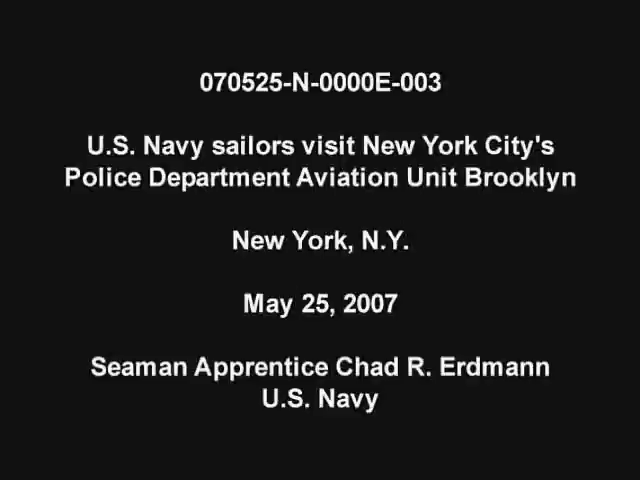 070525-N-0000E-003
U.S. Navy sailors visit New York City's
Police Department Aviation Unit Brooklyn
New York, N.Y.
May 25, 2007
Seaman Apprentice Chad R. Erdmann
U.S. Navy